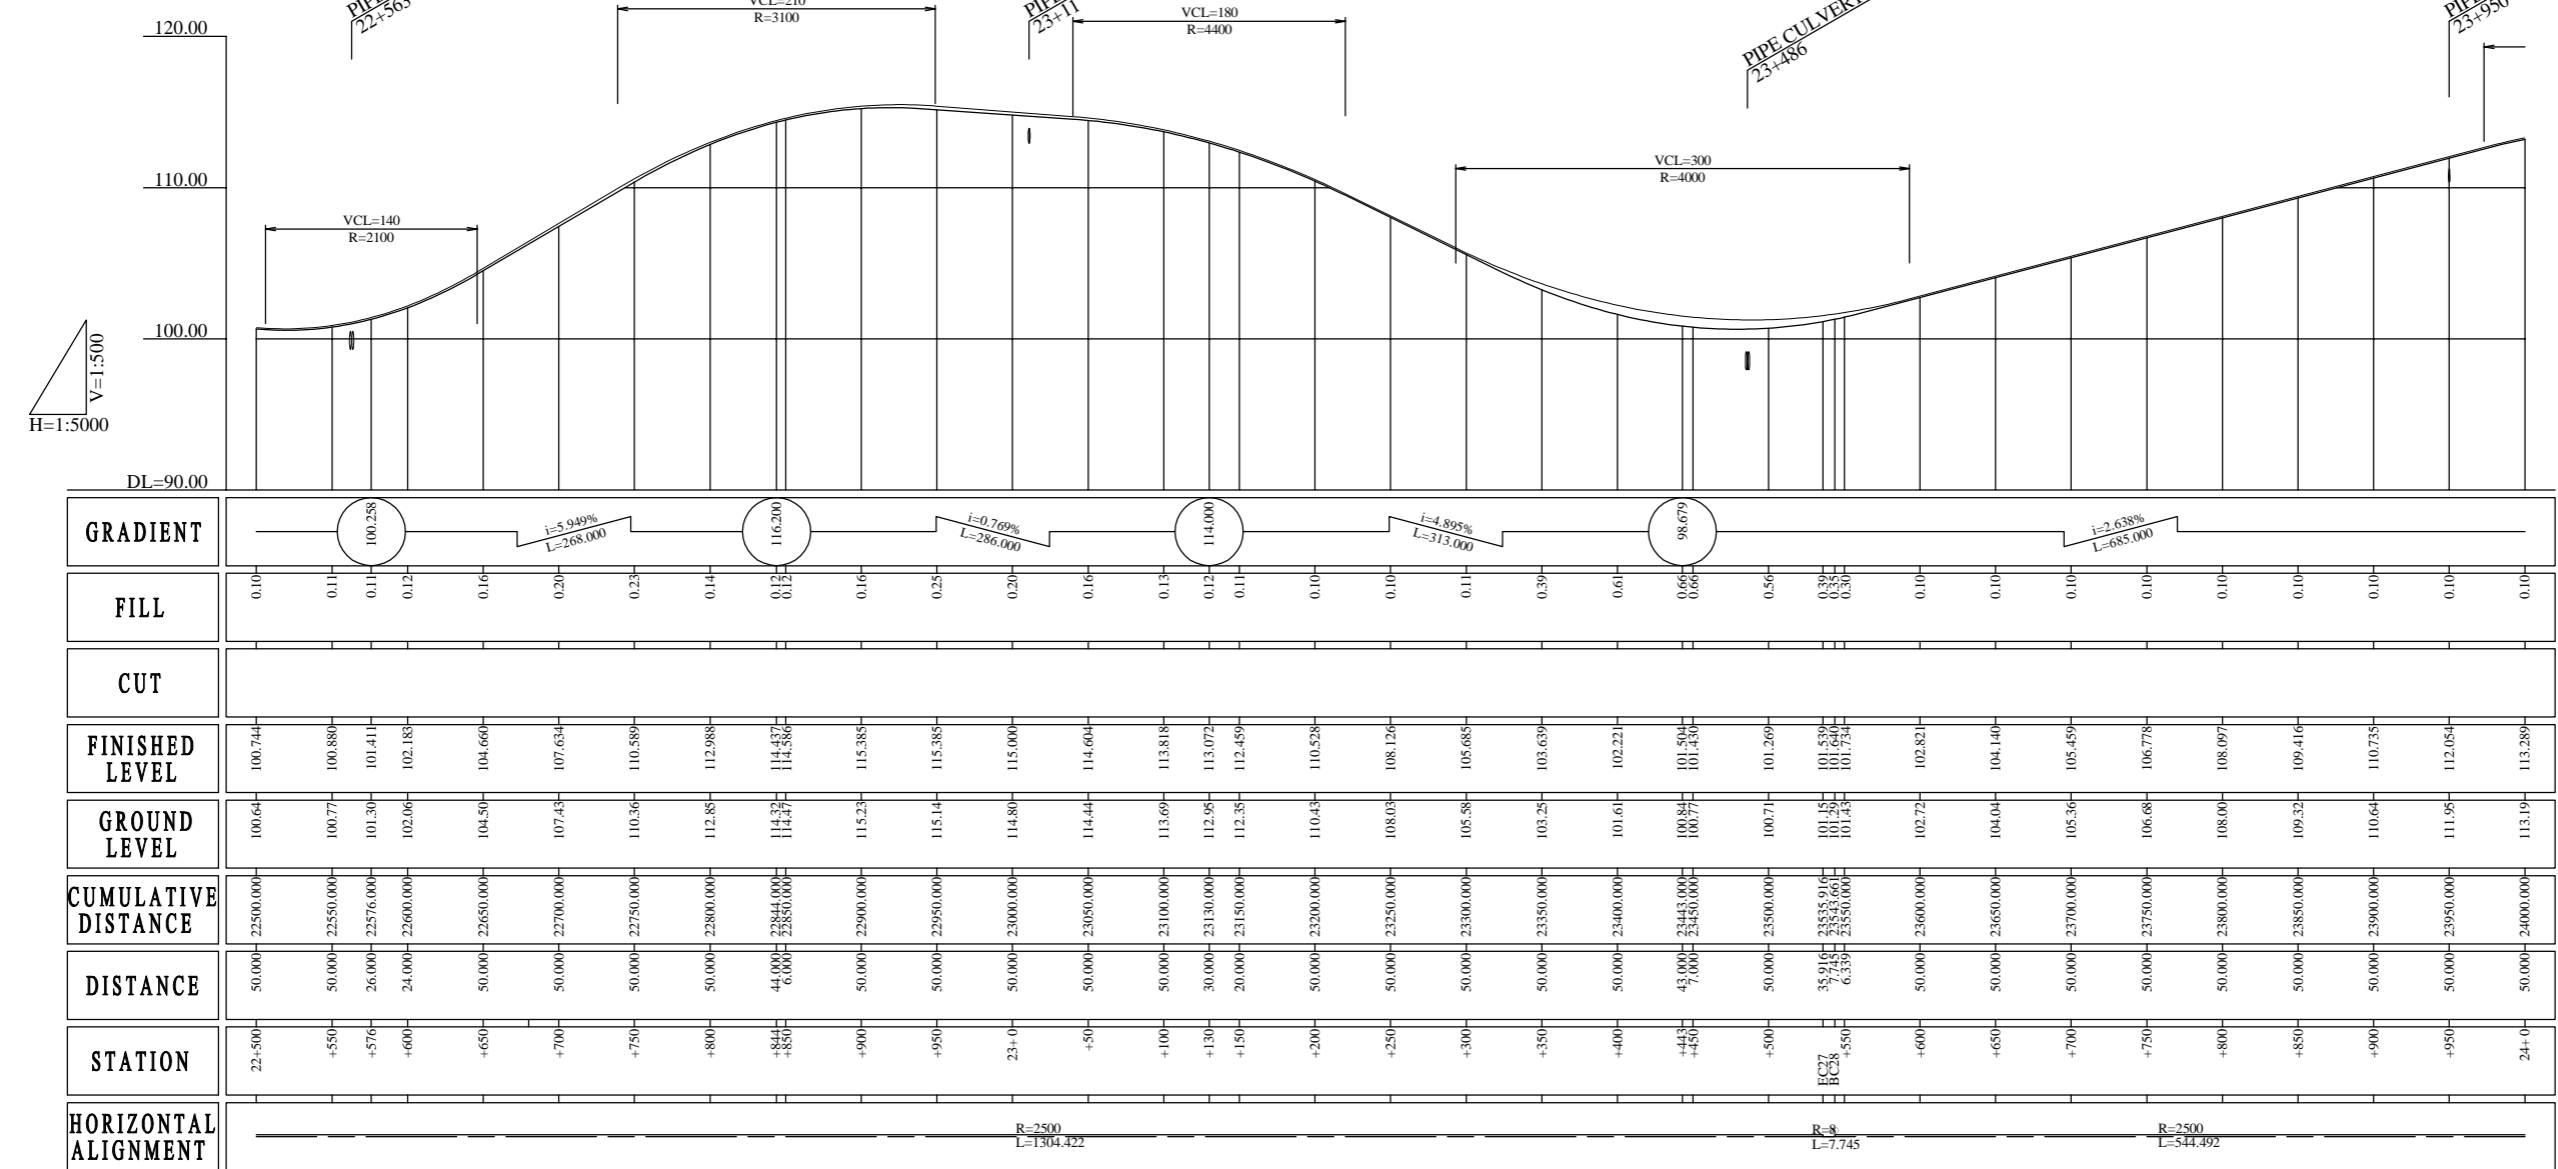 PIPE
22+563
VCL=210
R=3100
PIPE
23+11
VCL=180
R=4400
PIPE CULVERT
23+486
PIPE
23+950
120.00
110.00
100.00
DL=90.00
VCL=140
R=2100
VCL=300
R=4000
V=1:500
H=1:5000
GRADIENT
100.258
i=5.949%
L=268.000
116.200
i=0.769%
L=286.000
114.000
i=4.895%
L=313.000
98.679
i=2.638%
L=685.000
FILL
0.10 0.11 0.11 0.12 0.16 0.20 0.23 0.14 0.12 0.12 0.16 0.25 0.20 0.16 0.13 0.12 0.11 0.10 0.10 0.11 0.39 0.61 0.66 0.66 0.56 0.39 0.35 0.30 0.10 0.10 0.10 0.10 0.10 0.10 0.10 0.10 0.10
CUT
FINISHED
LEVEL
100.744 100.880 101.411 102.183 104.660 107.634 110.589 112.988 114.437 114.586 115.385 115.385 115.000 114.604 113.818 113.072 112.459 110.528 108.126 105.685 103.639 102.221 101.504 101.430 101.269 101.539 101.640 101.734 102.821 104.140 105.459 106.778 108.097 109.416 110.735 112.054 113.289
GROUND
LEVEL
100.64 100.77 101.30 102.06 104.50 107.43 110.36 112.85 114.32 114.47 115.23 115.14 114.80 114.44 113.69 112.95 112.35 110.43 108.03 105.58 103.25 101.61 100.84 100.77 100.71 101.15 101.29 101.43 102.72 104.04 105.36 106.68 108.00 109.32 110.64 111.95 113.19
CUMULATIVE
DISTANCE
22500.000 22550.000 22576.000 22600.000 22650.000 22700.000 22750.000 22800.000 22844.000 22850.000 22900.000 22950.000 23000.000 23050.000 23100.000 23130.000 23150.000 23200.000 23250.000 23300.000 23350.000 23400.000 23443.000 23450.000 23500.000 23535.916 23543.661 23550.000 23600.000 23650.000 23700.000 23750.000 23800.000 23850.000 23900.000 23950.000 24000.000
DISTANCE
50.000 50.000 26.000 24.000 50.000 50.000 50.000 50.000 44.000 6.000 50.000 50.000 50.000 50.000 50.000 30.000 20.000 50.000 50.000 50.000 50.000 50.000 43.000 7.000 50.000 35.916 7.745 6.339 50.000 50.000 50.000 50.000 50.000 50.000 50.000 50.000 50.000
STATION
22+500 +550 +576 +600 +650 +700 +750 +800 +844 +850 +900 +950 23+ 0 +50 +100 +130 +150 +200 +250 +300 +350 +400 +443 +450 +500 EC27 BC28 +550 +600 +650 +700 +750 +800 +850 +900 +950 24+ 0
HORIZONTAL
ALIGNMENT
R=2500
L=1304.422
R=8
L=7.745
R=2500
L=544.492